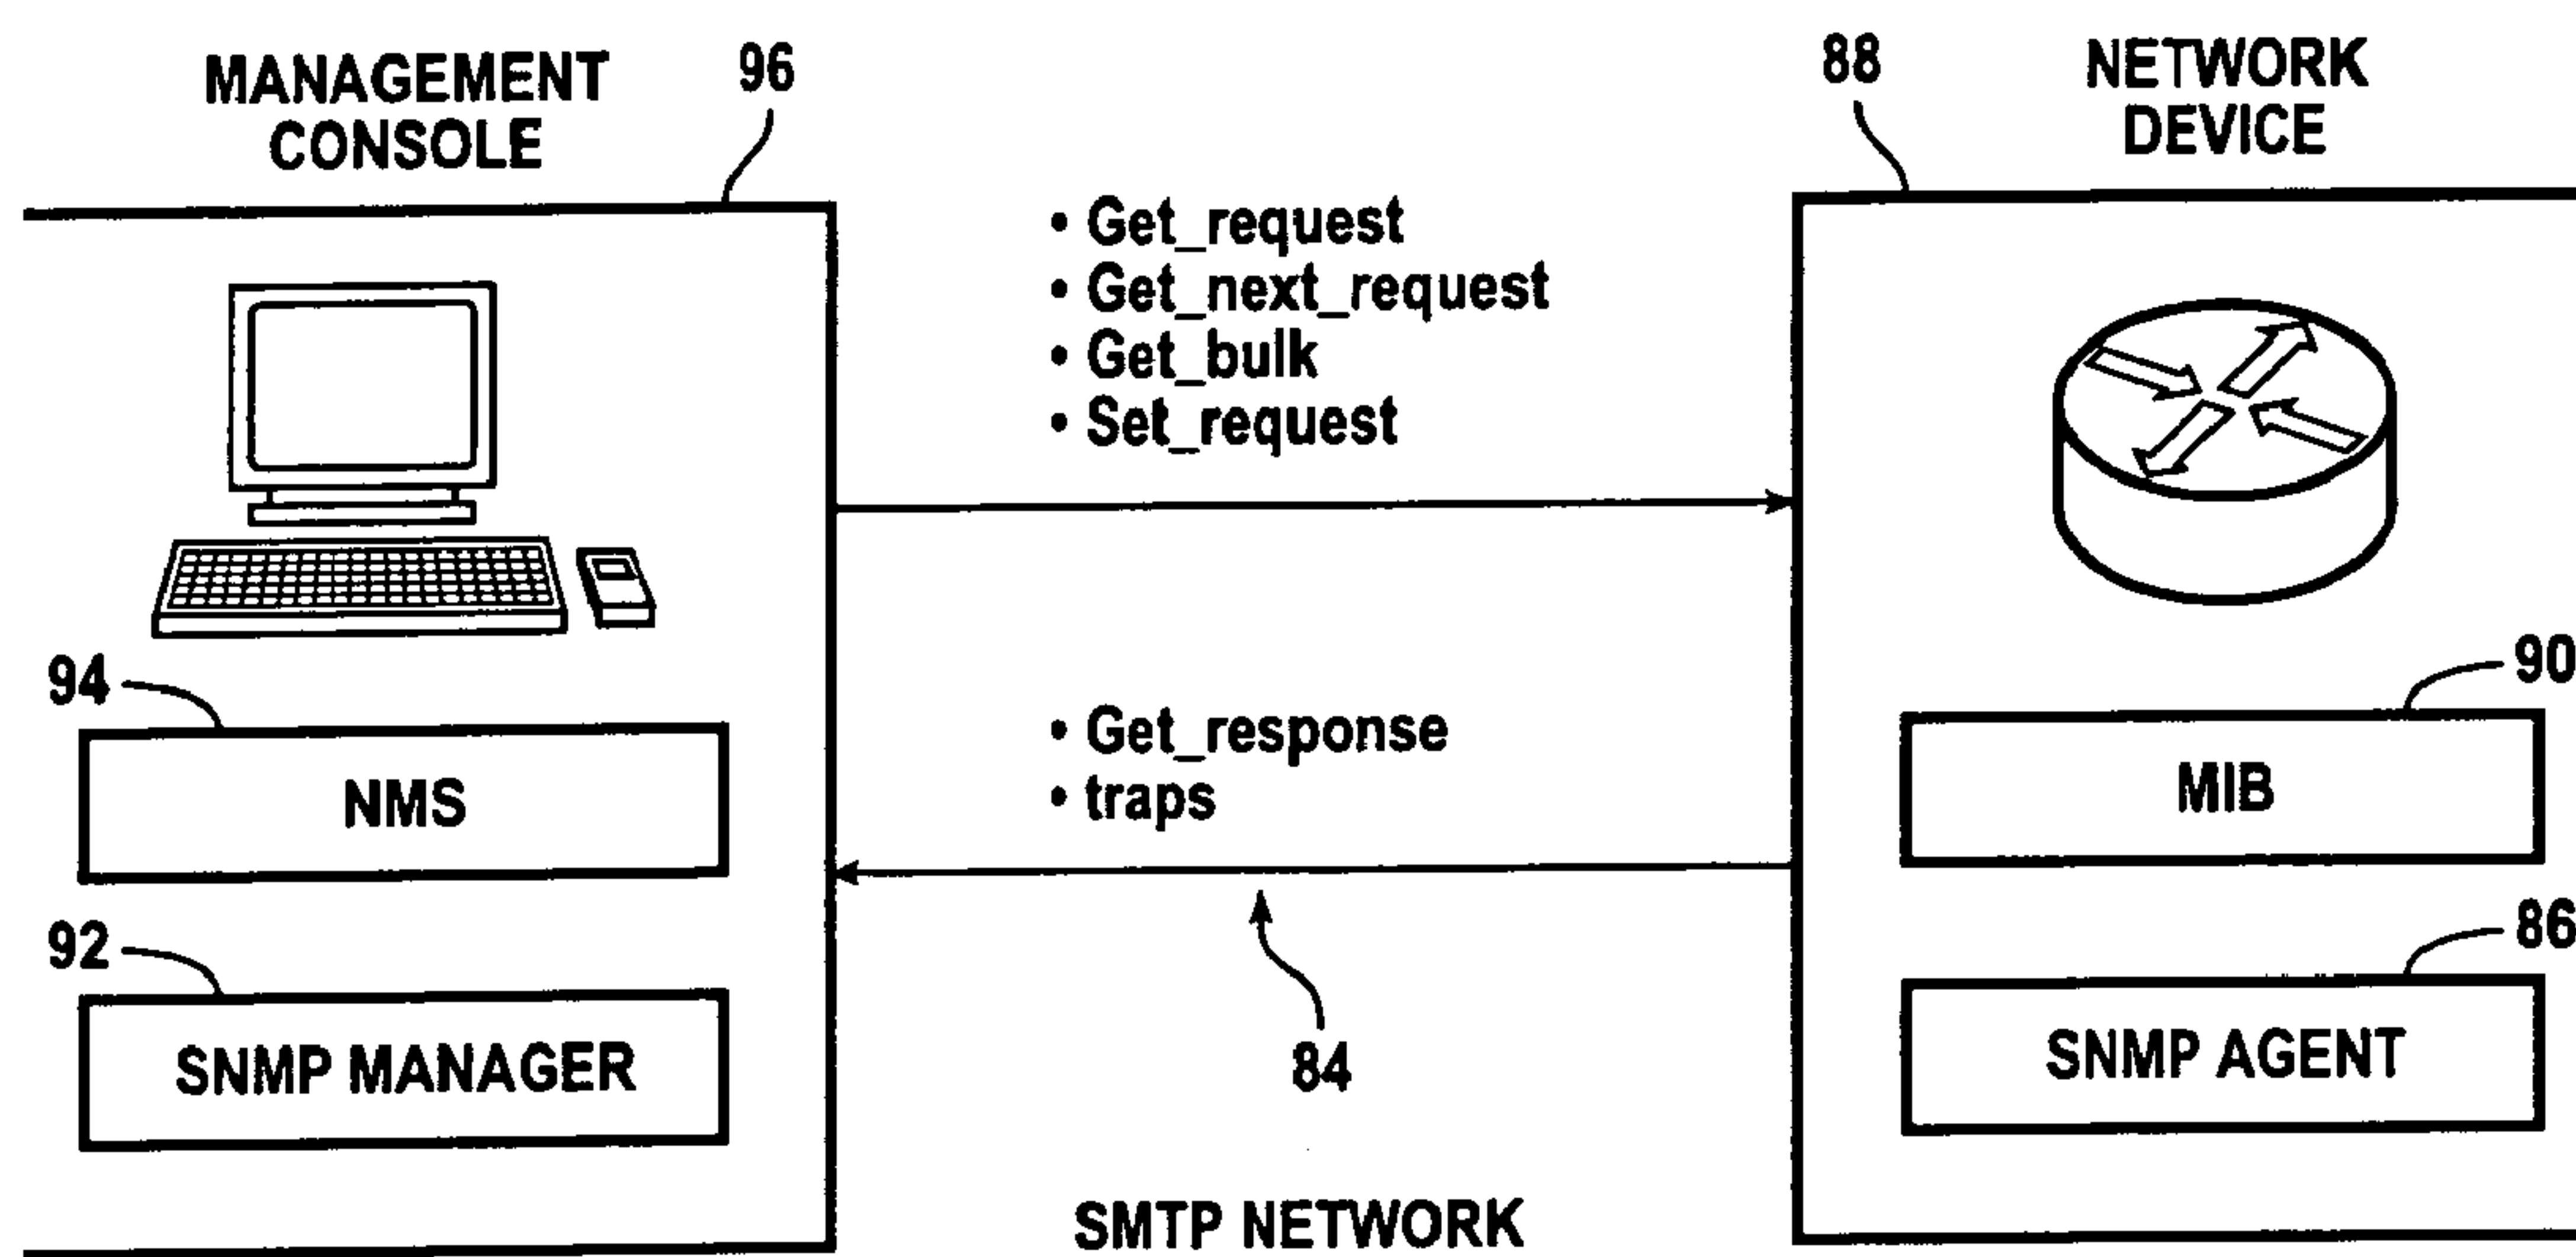 MANAGEMENT
CONSOLE
96
88
NETWORK
DEVICE
• Get_request
• Get_next_request
• Get_bulk
• Set_request
94
NMS
92
SNMP MANAGER
• Get_response
• traps
84
90
MIB
86
SNMP AGENT
SMTP NETWORK